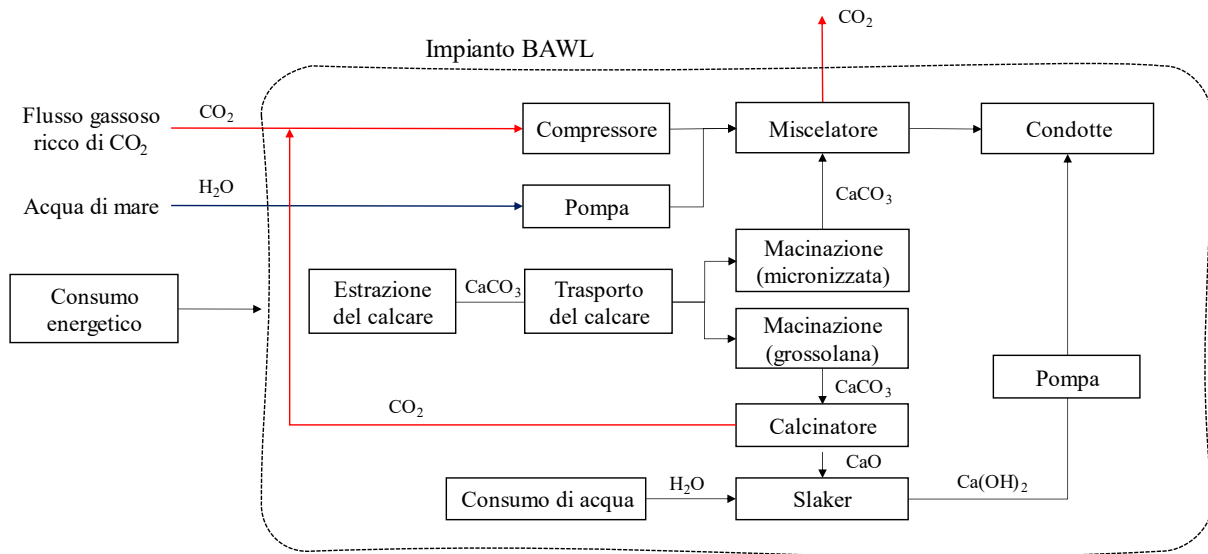 CO₂
Impianto BAWL
Flusso gassoso
ricco di CO₂
CO₂
Compressore
Miscelatore
Condotte
Acqua di mare
H₂O
Pompa
CaCO₃
Consumo
energetico
Estrazione
del calcare
CaCO₃
Trasporto
del calcare
Macinazione
(micronizzata)
Macinazione
(grossolana)
Pompa
CaCO₃
CO₂
Calcinatore
CaO
Consumo di acqua
H₂O
Slaker
Ca(OH)₂